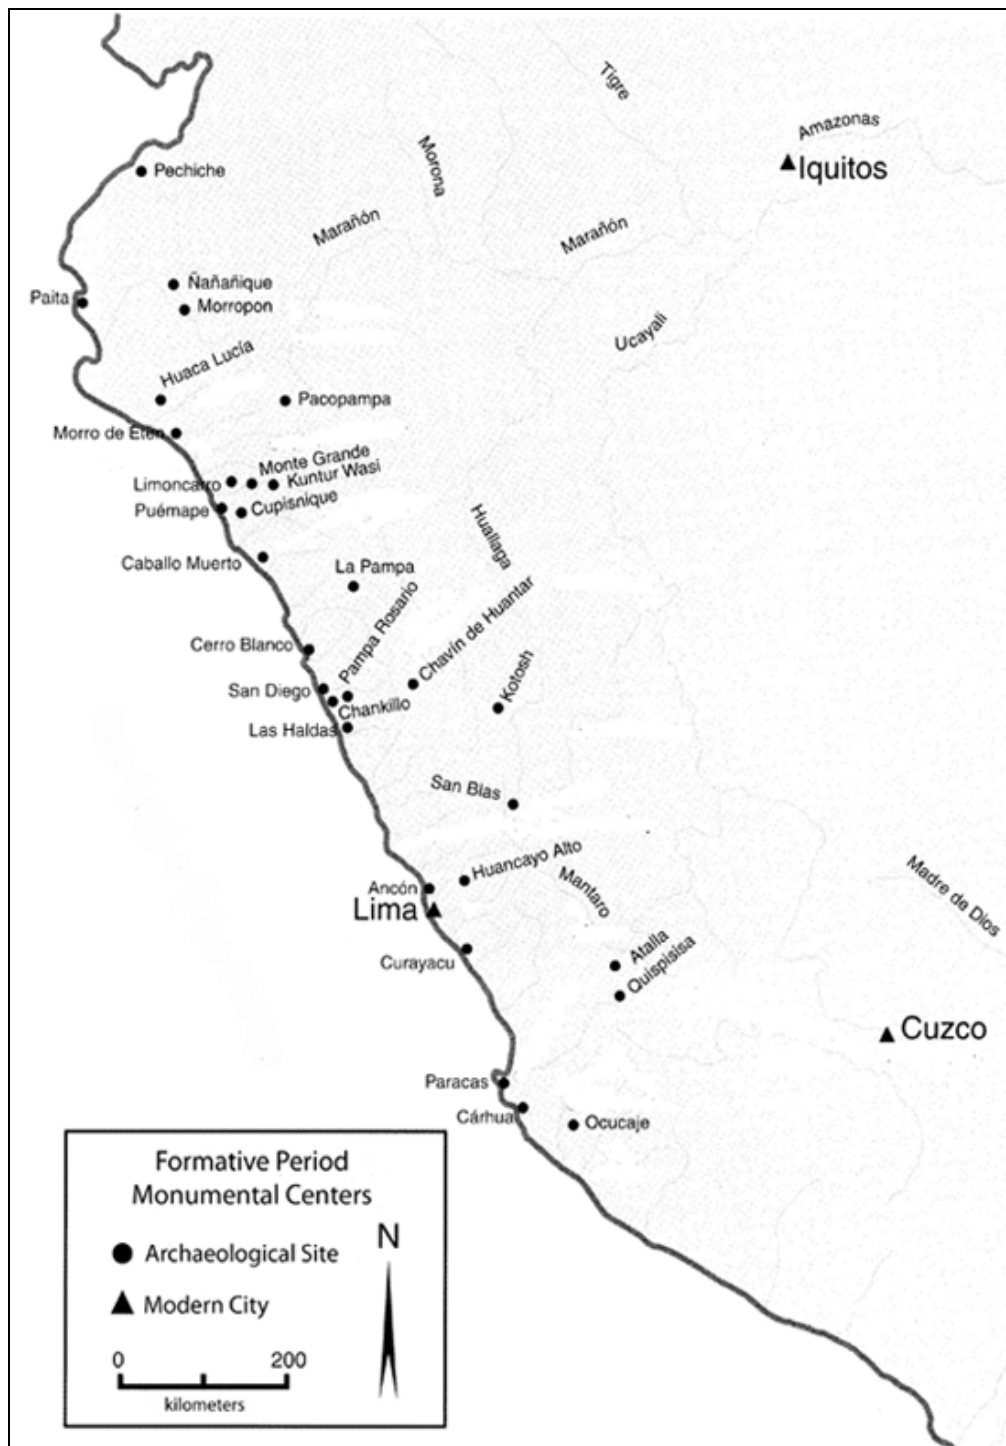 Tigre
Amazonas
Iquitos
Morona
Pechiche
Marañón
Marañón
Ñañañique
Paita
Morropon
Ucayali
Huaca Lucía
Pacopampa
Morro de Eten
Monte Grande
Kuntur Wasi
Limoncarro
Cupisnique
Puémape
Huallaga
Caballo Muerto
La Pampa
Pampa Rosario
Chavín de Huantar
Cerro Blanco
Kotosh
San Diego
Chankillo
Las Haldas
San Blas
Huancayo Alto
Mantaro
Madre de Dios
Ancón
Lima
Atalla
Curayacu
Quispisisa
Cuzco
Paracas
Cárhua
Ocucaje
Formative Period
Monumental Centers
N
Archaeological Site
Modern City
0 200
kilometers